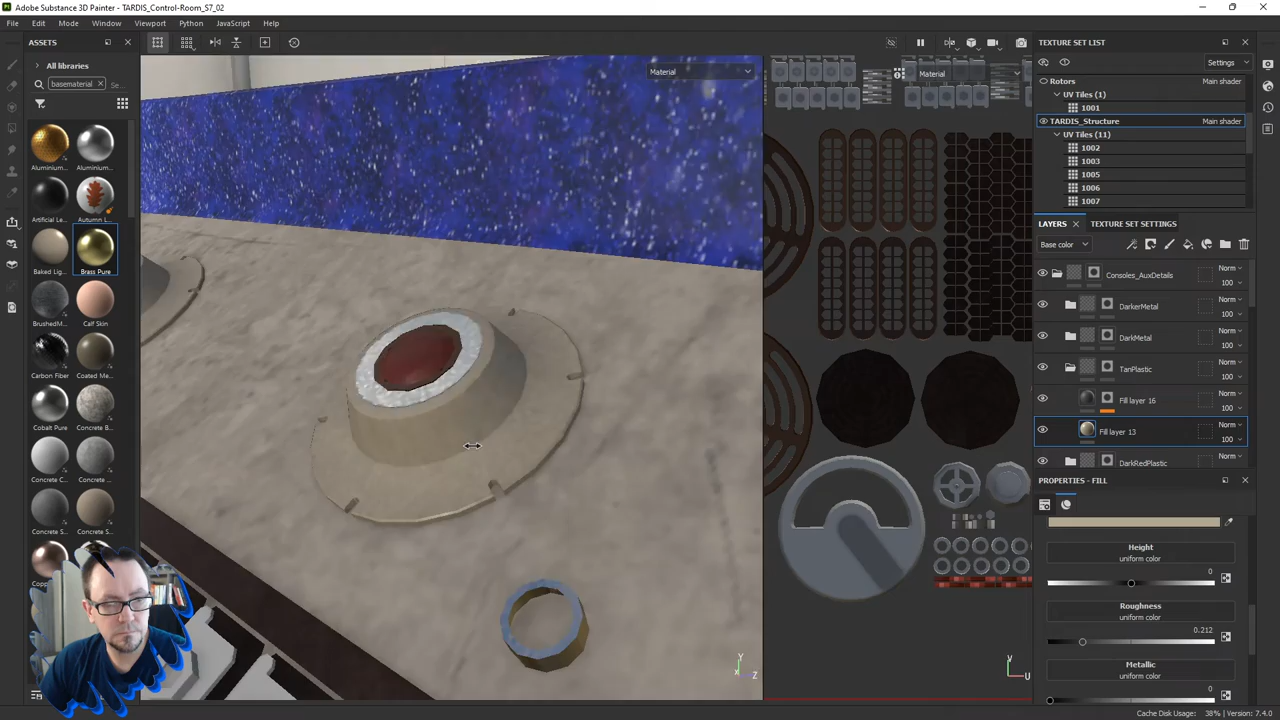 Adobe Substance 3D Painter - TARDIS_Control-Room_S7_02
File Edit Mode Window Viewport Python JavaScript Help
ASSETS
All libraries
basematerial
Se...
Aluminium...
Aluminium...
Artificial Le...
Autumn L...
Baked Lig...
Brass Pure
BrushedM...
Calf Skin
Carbon Fiber
Coated Me...
Cobalt Pure
Concrete B...
Concrete ...
Concrete ...
Concrete S...
Concrete S...
Material
Y
Z
Material
U
TEXTURE SET LIST
Settings
Rotors Main shader
UV Tiles (1)
1001
TARDIS_Structure Main shader
UV Tiles (11)
1002
1003
1005
1006
1007
LAYERS
TEXTURE SET SETTINGS
Base color
Consoles_AuxDetails Norm
100
DarkerMetal Norm
100
DarkMetal Norm
100
TanPlastic Norm
100
Fill layer 16 Norm
100
Fill layer 13 Norm
100
DarkRedPlastic Norm
100
PROPERTIES - FILL
Height
uniform color
0
Roughness
uniform color
0.212
Metallic
uniform color
0
Cache Disk Usage: 38% | Version: 7.4.0